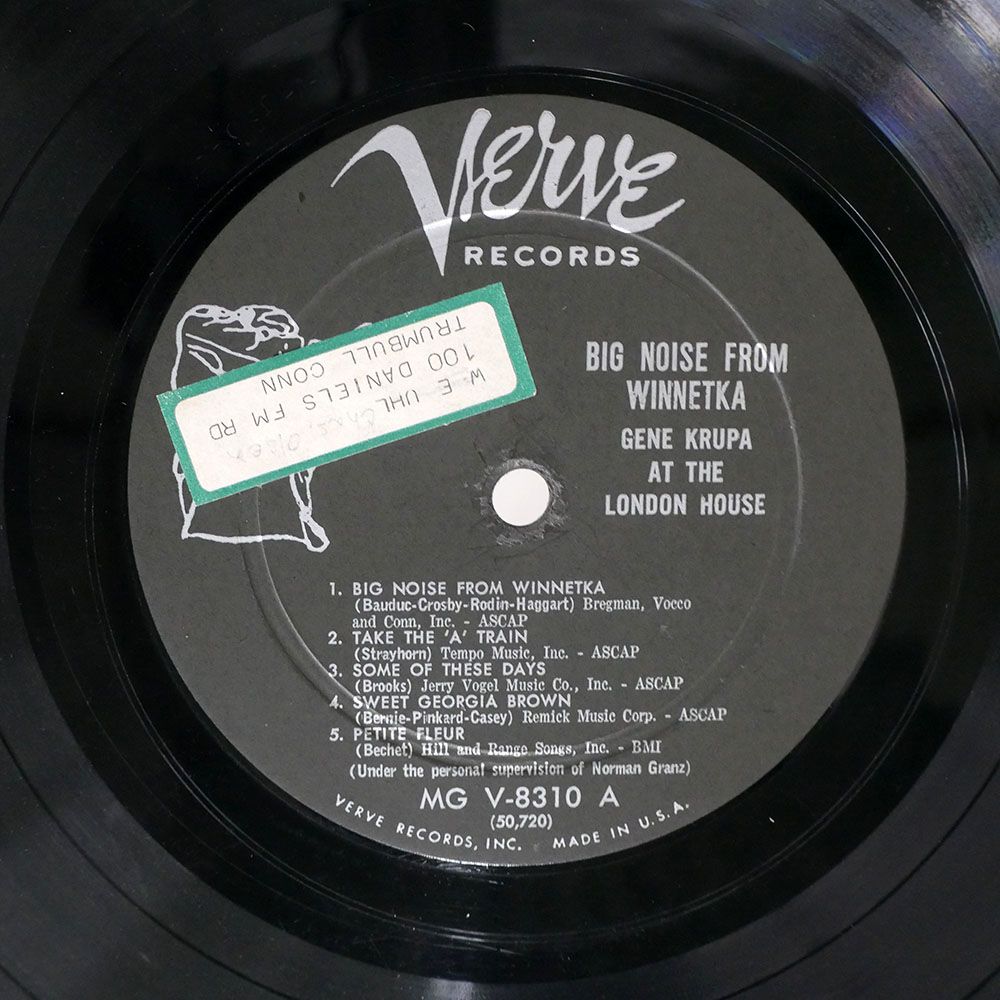 Verve
RECORDS
BIG NOISE FROM
WINNETKA
GENE KRUPA
AT THE
LONDON HOUSE
W E UHL
100 DANIELS FM RD
TRUMBULL CONN
1. BIG NOISE FROM WINNETKA
(Bauduc-Crosby-Rodin-Haggart) Bregman, Vocco
and Conn, Inc. - ASCAP
2. TAKE THE 'A' TRAIN
(Strayhorn) Tempo Music, Inc. - ASCAP
3. SOME OF THESE DAYS
(Brooks) Jerry Vogel Music Co., Inc. - ASCAP
4. SWEET GEORGIA BROWN
(Bernie-Pinkard-Casey) Remick Music Corp. - ASCAP
5. PETITE FLEUR
(Bechet) Hill and Range Songs, Inc. - BMI
(Under the personal supervision of Norman Granz)
MG V-8310 A
(50,720)
VERVE RECORDS, INC. MADE IN U.S.A.